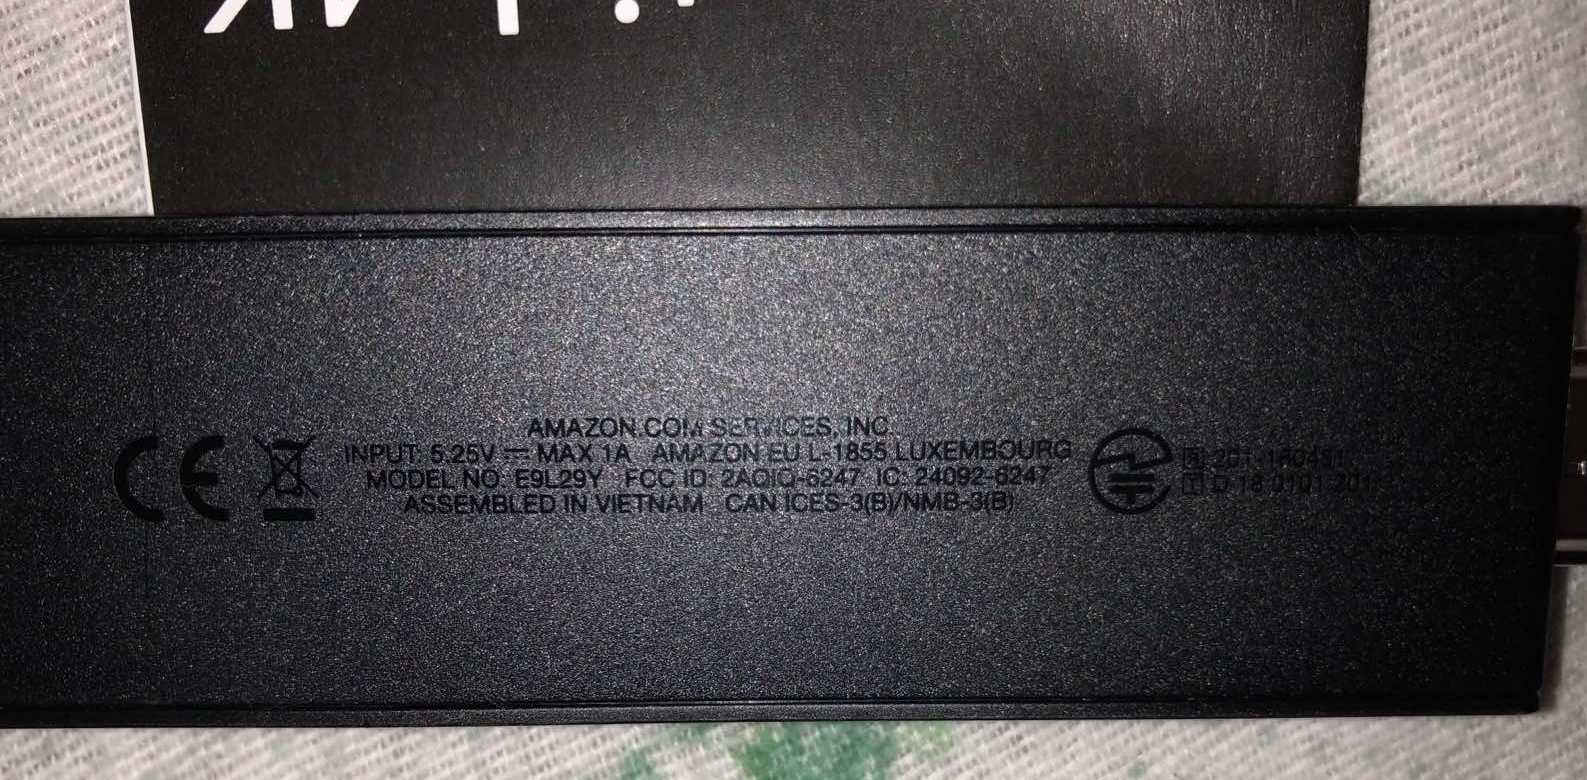 AMAZON.COM SERVICES, INC.
INPUT: 5.25V ⎓ MAX 1A AMAZON EU L-1855 LUXEMBOURG
MODEL NO: E9L29Y FCC ID: 2AQIQ-6247 IC: 24092-6247
ASSEMBLED IN VIETNAM CAN ICES-3(B)/NMB-3(B)
CE
R
T D
4K